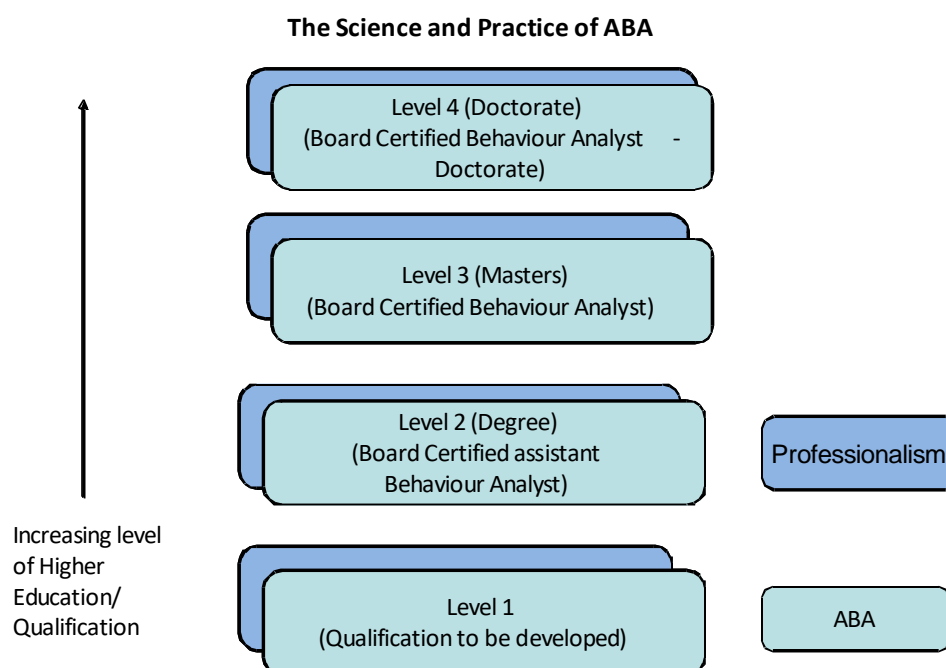 The Science and Practice of ABA
Level 4 (Doctorate)
(Board Certified Behaviour Analyst -
Doctorate)
Level 3 (Masters)
(Board Certified Behaviour Analyst)
Level 2 (Degree)
(Board Certified assistant
Behaviour Analyst)
Professionalism
Increasing level
of Higher
Education/
Qualification
Level 1
(Qualification to be developed)
ABA